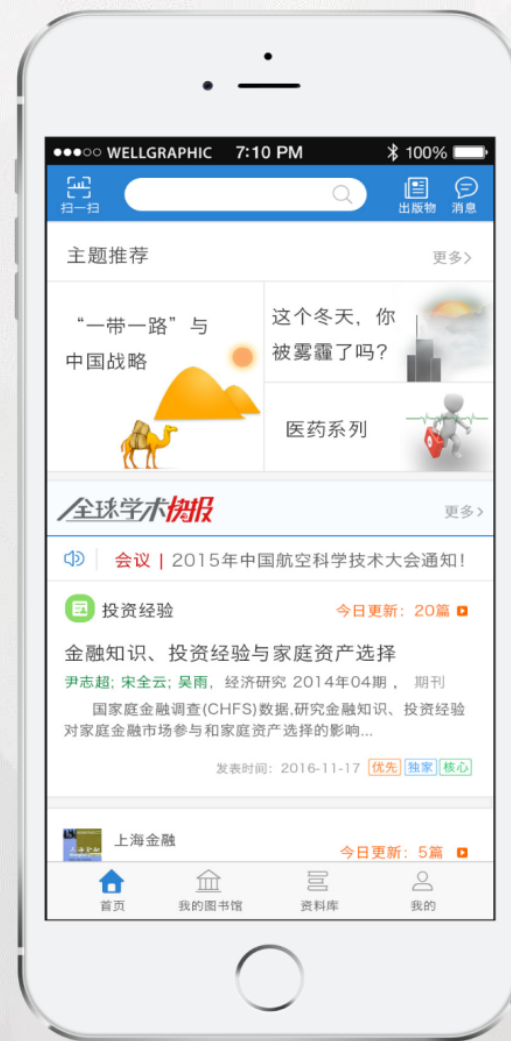 WELLGRAPHIC 7:10 PM 100%
扫一扫 出版物 消息
主题推荐 更多>
“一带一路”与
中国战略
这个冬天，你
被雾霾了吗?
医药系列
全球学术快报 更多>
会议 | 2015年中国航空科学技术大会通知!
投资经验 今日更新: 20篇
金融知识、投资经验与家庭资产选择
尹志超; 宋全云; 吴雨, 经济研究 2014年04期 , 期刊
国家庭金融调查(CHFS)数据,研究金融知识、投资经验
对家庭金融市场参与和家庭资产选择的影响...
发表时间: 2016-11-17 优先 独家 核心
上海金融
今日更新: 5篇
首页 我的图书馆 资料库 我的